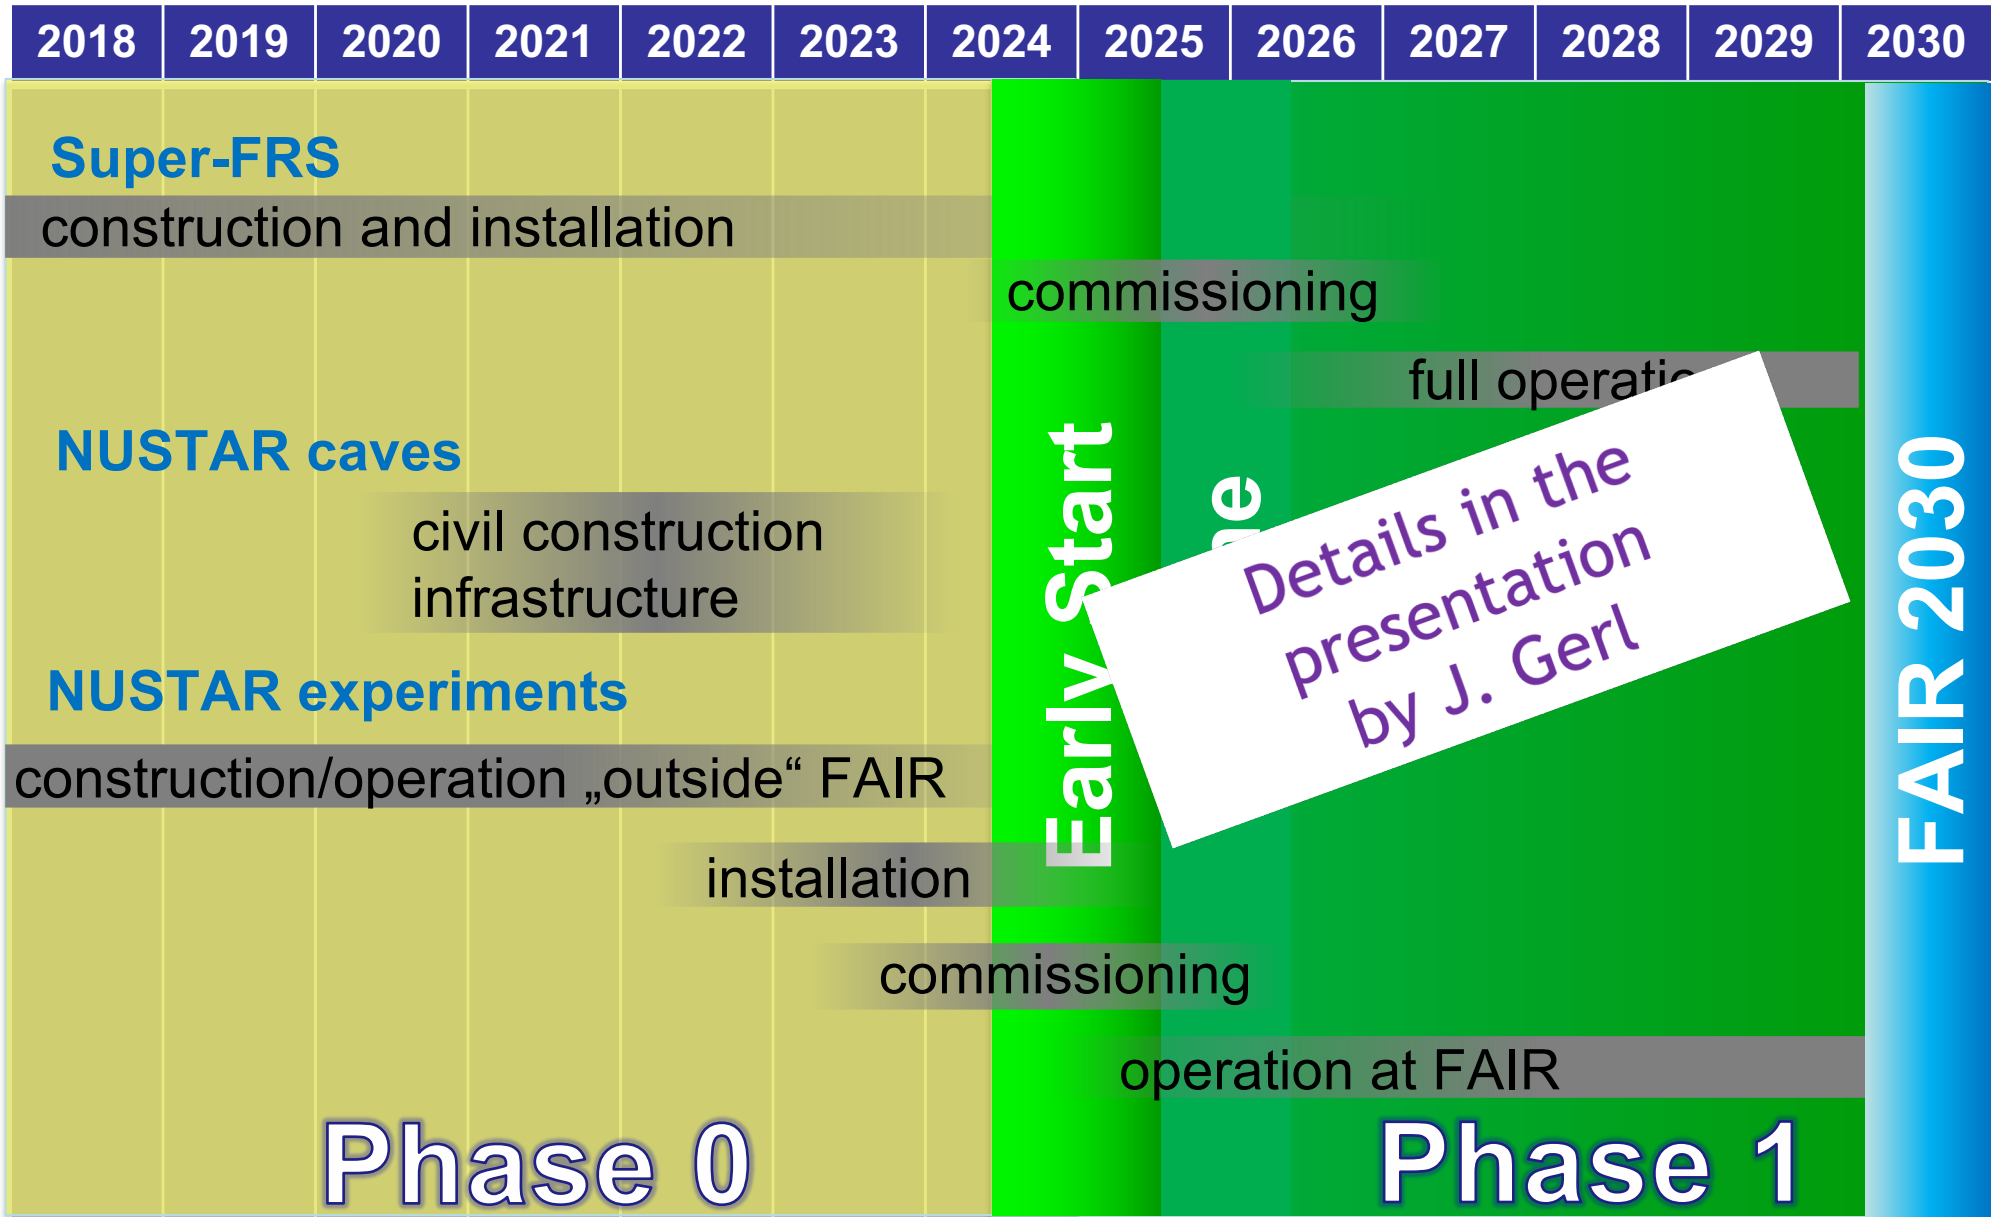 2018 2019 2020 2021 2022 2023 2024 2025 2026 2027 2028 2029 2030
Super-FRS
construction and installation
commissioning
full operatio
NUSTAR caves
civil construction
infrastructure
NUSTAR experiments
construction/operation „outside“ FAIR
installation
commissioning
operation at FAIR
Early Start
Details in the
presentation
by J. Gerl
FAIR 2030
Phase 0
Phase 1